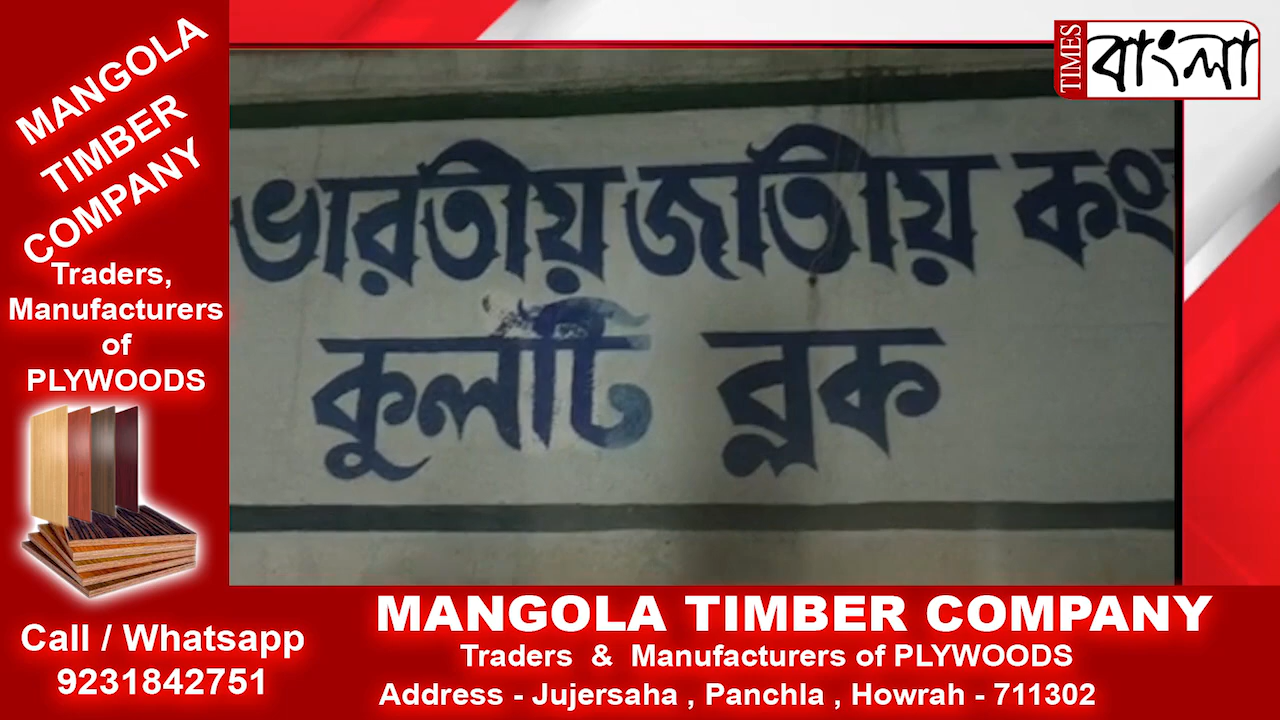 MANGOLA
TIMBER
COMPANY
Traders,
Manufacturers
of
PLYWOODS
Call / Whatsapp
9231842751
TIMES
বাংলা
ভারতীয় জাতীয় কং
কুলটি ব্লক
MANGOLA TIMBER COMPANY
Traders & Manufacturers of PLYWOODS
Address - Jujersaha , Panchla , Howrah - 711302